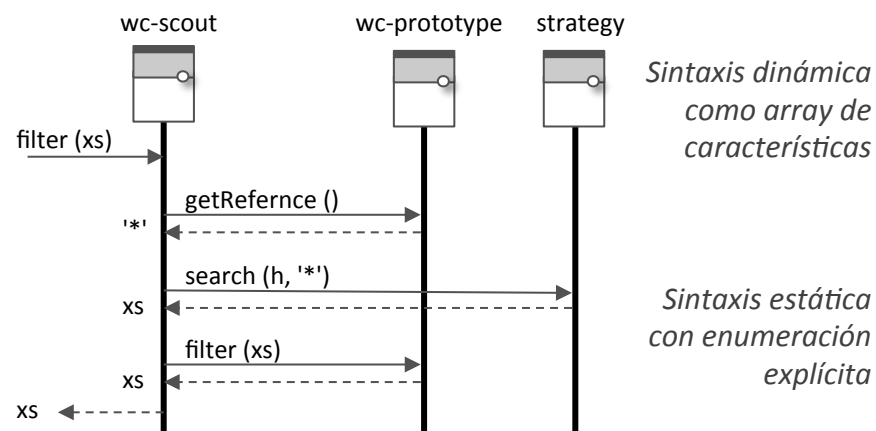 wc-scout
wc-prototype
strategy
Sintaxis dinámica
como array de
características
filter (xs)
getRefernce ()
'*'
search (h, '*')
xs
Sintaxis estática
con enumeración
explícita
filter (xs)
xs
xs